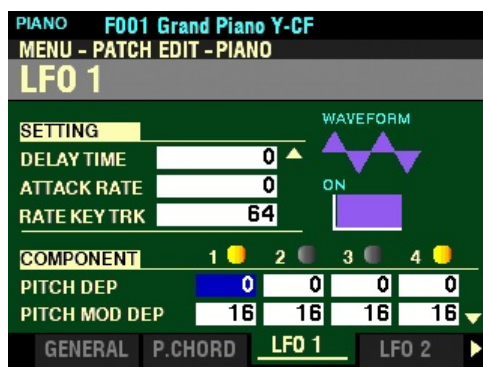 PIANO F001 Grand Piano Y-CF
MENU - PATCH EDIT - PIANO
LFO 1
WAVEFORM
SETTING
DELAY TIME 0
ATTACK RATE 0
ON
RATE KEY TRK 64
COMPONENT 1 2 3 4
PITCH DEP 0 0 0 0
PITCH MOD DEP 16 16 16 16
GENERAL P.CHORD LFO 1 LFO 2